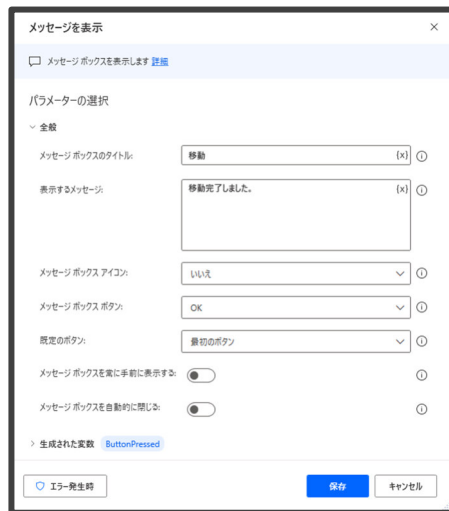 メッセージを表示
メッセージ ボックスを表示します 詳細
パラメーターの選択
全般
メッセージ ボックスのタイトル: 移動 {x}
表示するメッセージ: 移動完了しました。 {x}
メッセージ ボックス アイコン: いいえ
メッセージ ボックス ボタン: OK
既定のボタン: 最初のボタン
メッセージ ボックスを常に手前に表示する:
メッセージ ボックスを自動的に閉じる:
生成された変数 ButtonPressed
エラー発生時 保存 キャンセル